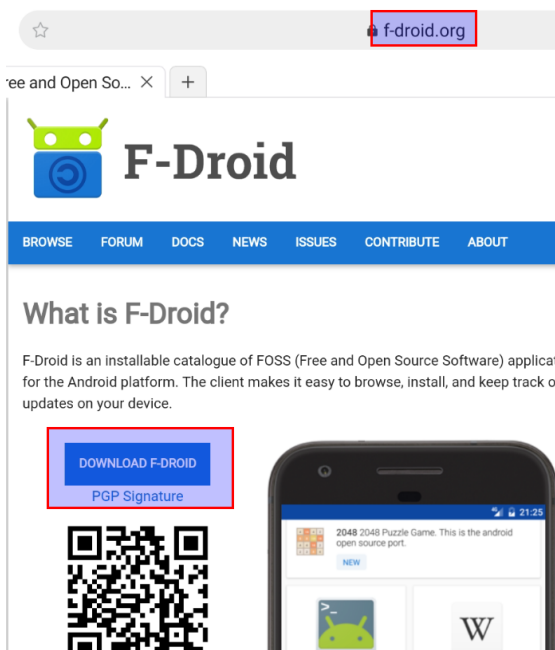 f-droid.org
ree and Open So... × +
F-Droid
BROWSE FORUM DOCS NEWS ISSUES CONTRIBUTE ABOUT
What is F-Droid?
F-Droid is an installable catalogue of FOSS (Free and Open Source Software) applicat
for the Android platform. The client makes it easy to browse, install, and keep track o
updates on your device.
DOWNLOAD F-DROID
PGP Signature
21:25
2048 2048 Puzzle Game. This is the android
open source port.
NEW
>_
W